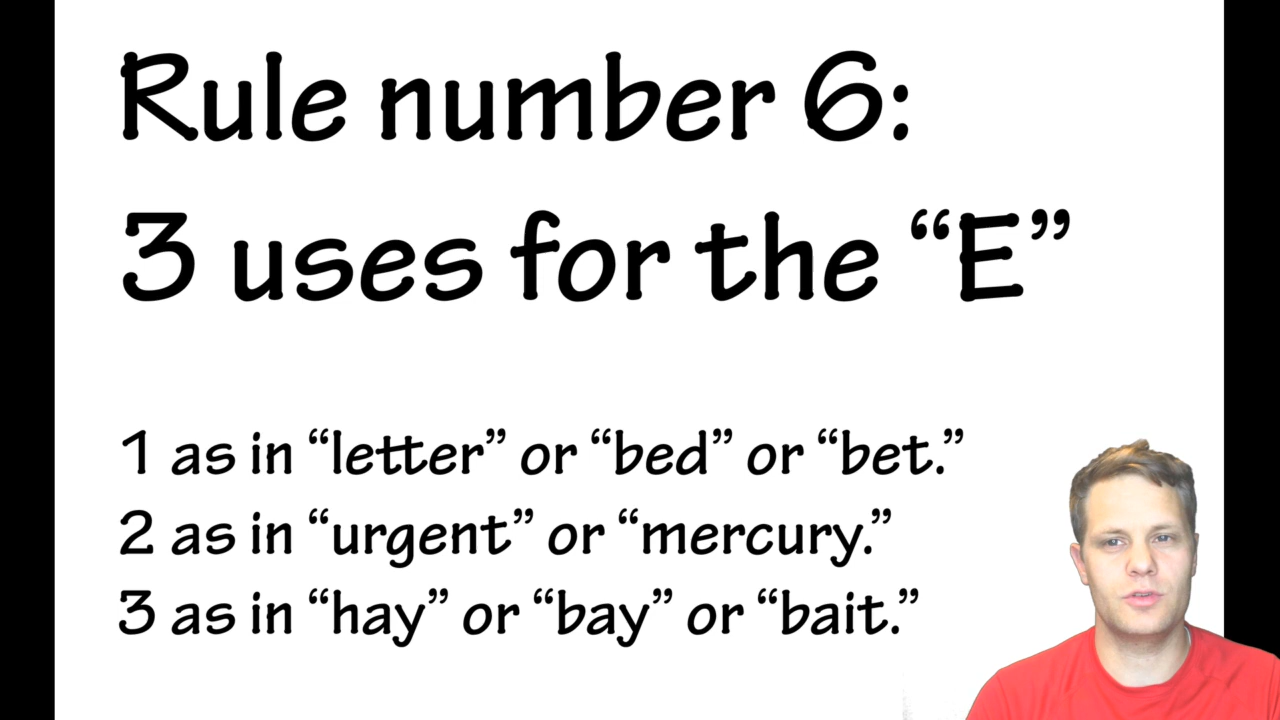 Rule number 6:
3 uses for the “E”
1 as in “letter” or “bed” or “bet.”
2 as in “urgent” or “mercury.”
3 as in “hay” or “bay” or “bait.”